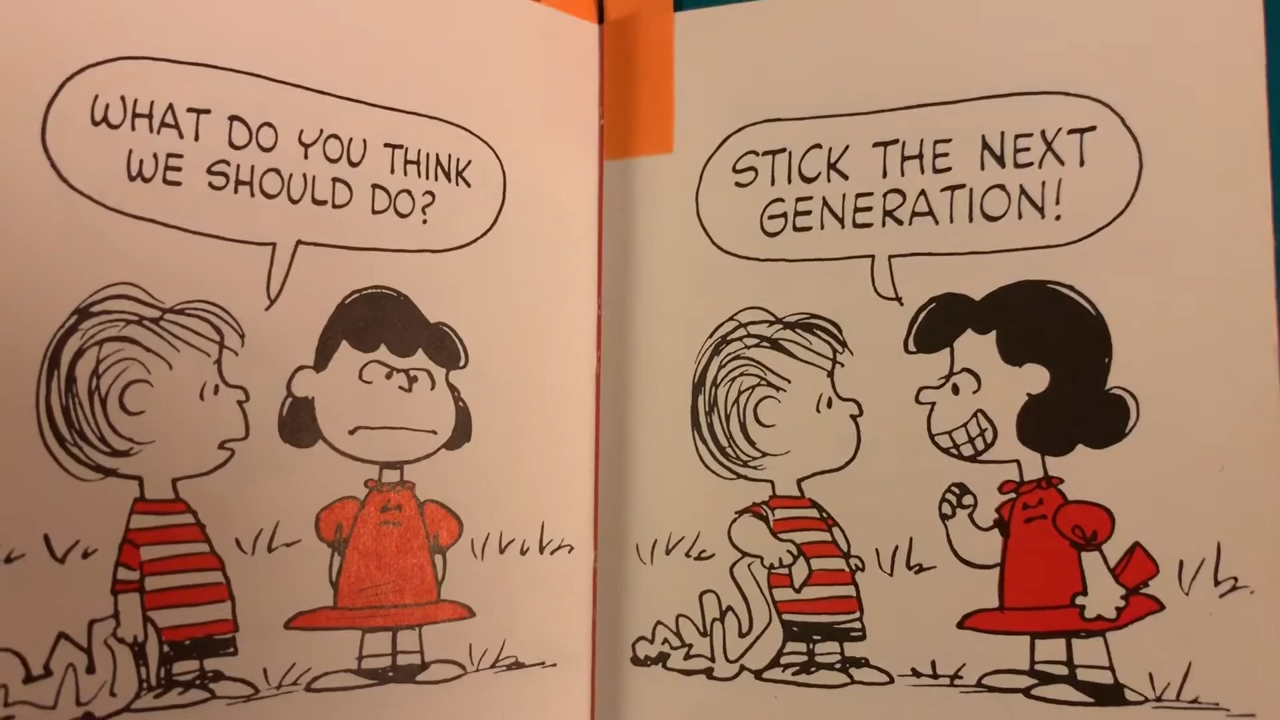 WHAT DO YOU THINK
WE SHOULD DO?
STICK THE NEXT
GENERATION!